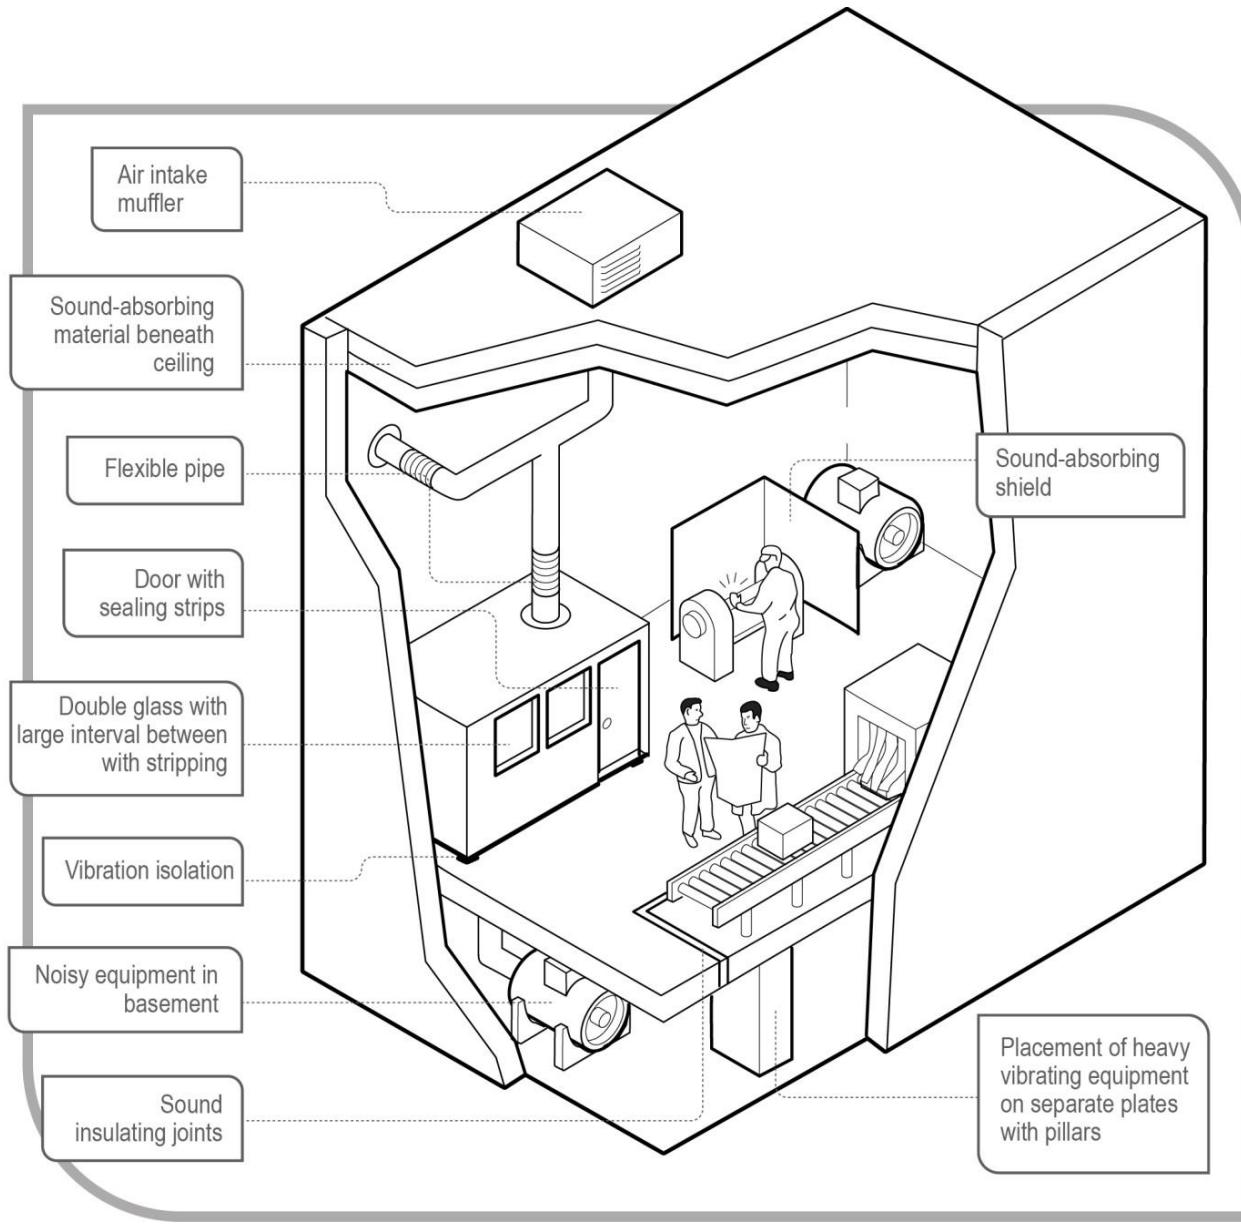 Air intake
muffler
Sound-absorbing
material beneath
ceiling
Flexible pipe
Sound-absorbing
shield
Door with
sealing strips
Double glass with
large interval between
with stripping
Vibration isolation
Noisy equipment in
basement
Sound
insulating joints
Placement of heavy
vibrating equipment
on separate plates
with pillars